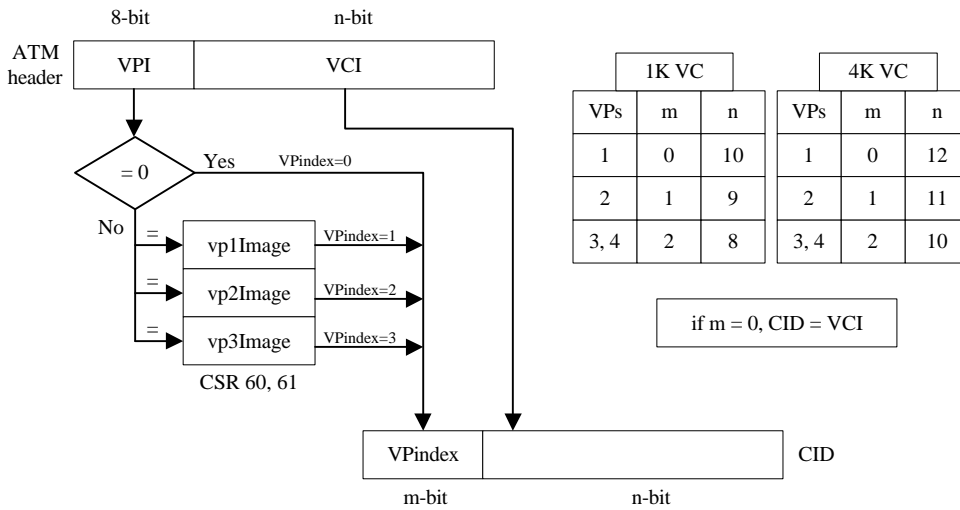 8-bit n-bit
ATM header
VPI VCI
1K VC
VPs m n
1 0 10
2 1 9
3, 4 2 8
4K VC
VPs m n
1 0 12
2 1 11
3, 4 2 10
= 0
Yes VPindex=0
No
= vp1Image VPindex=1
= vp2Image VPindex=2
= vp3Image VPindex=3
CSR 60, 61
if m = 0, CID = VCI
VPindex CID
m-bit n-bit